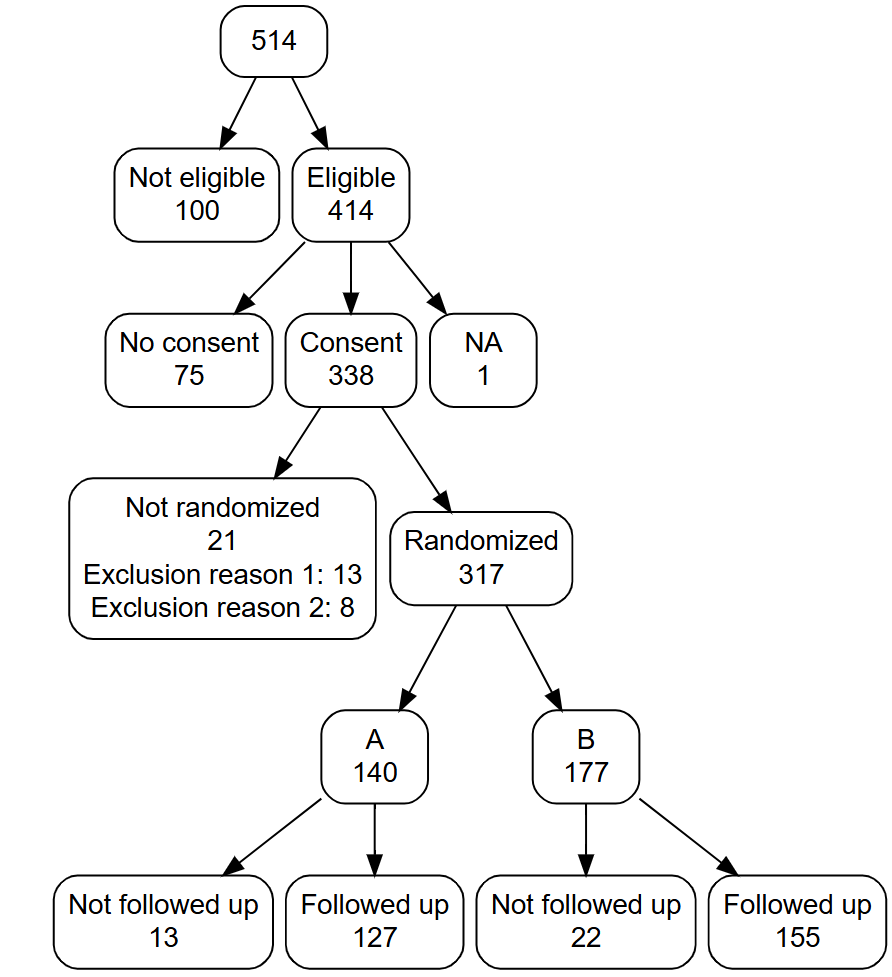 514
Not eligible
100
Eligible
414
No consent
75
Consent
338
NA
1
Not randomized
21
Exclusion reason 1: 13
Exclusion reason 2: 8
Randomized
317
A
140
B
177
Not followed up
13
Followed up
127
Not followed up
22
Followed up
155